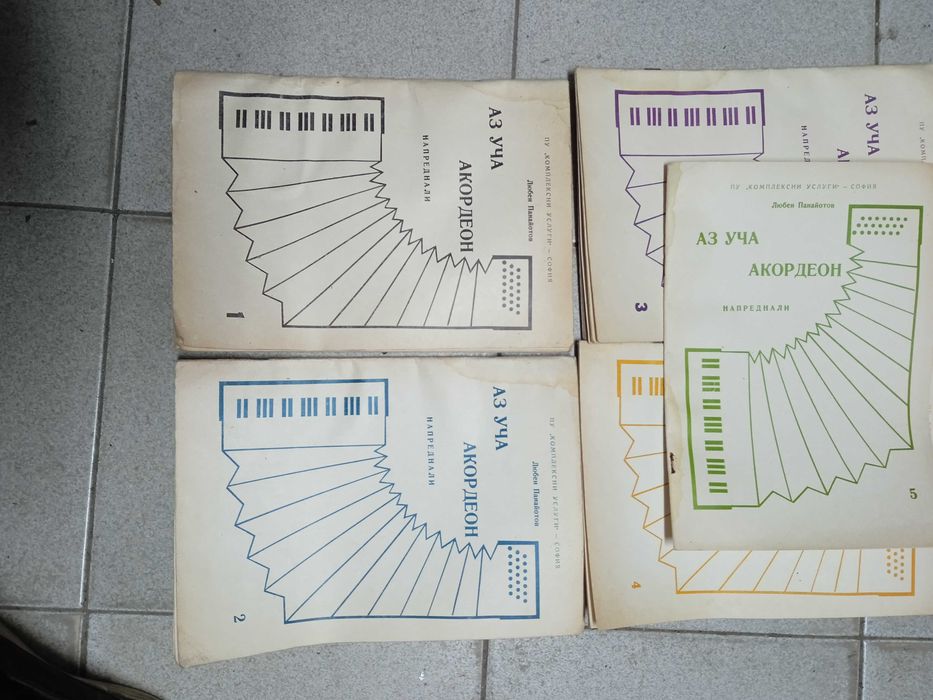 ПУ „КОМПЛЕКСНИ УСЛУГИ“ – СОФИЯ
Любен Панайотов
АЗ УЧА
АКОРДЕОН
НАПРЕДНАЛИ
1
ПУ „КОМПЛЕКСНИ УСЛУГИ“ – СОФИЯ
Любен Панайотов
АЗ УЧА
АКОРДЕОН
НАПРЕДНАЛИ
2
АЗ УЧА
3
4
ПУ „КОМПЛЕКСНИ УСЛУГИ“ – СОФИЯ
Любен Панайотов
АЗ УЧА
АКОРДЕОН
НАПРЕДНАЛИ
5